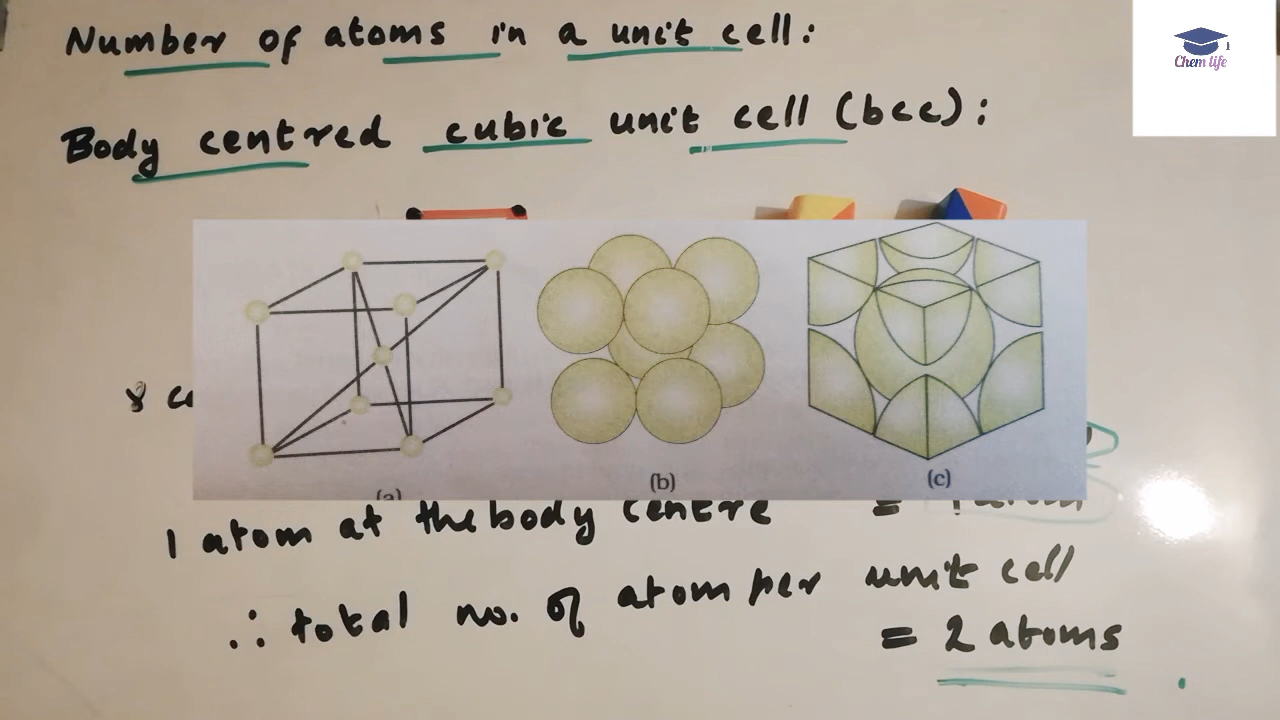 Number of atoms in a unit cell:
Chem life
Body centred cubic unit cell (bcc):
8
(a)
(b)
(c)
1 atom at the body centre =
∴ total no. of atom per unit cell
= 2 atoms